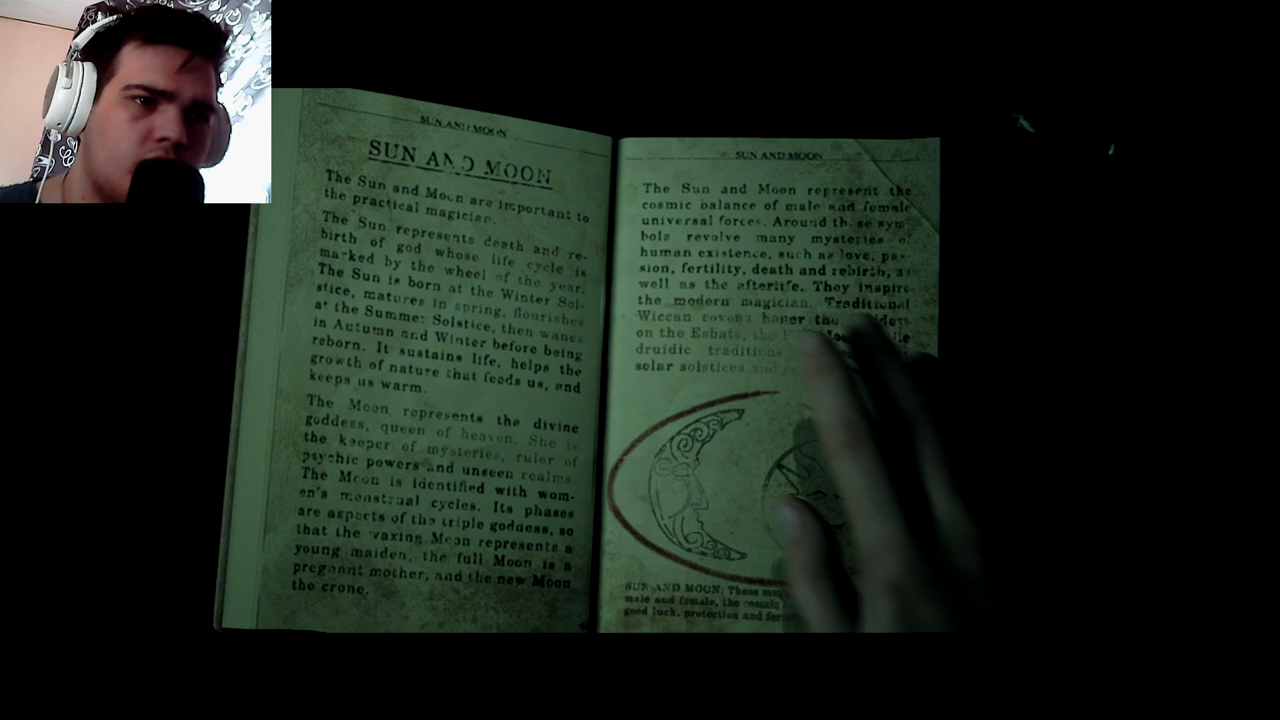 SUN AND MOON
SUN AND MOON
The Sun and Moon are important to
the practical magician.
The Sun represents death and re-
birth of god whose life cycle is
marked by the wheel of the year.
The Sun is born at the Winter Sol-
stice, matures in spring, flourishes
at the Summer Solstice, then wanes
in Autumn and Winter before being
reborn. It sustains life, helps the
growth of nature that feeds us, and
keeps us warm.
The Moon represents the divine
goddess, queen of heaven. She is
the keeper of mysteries, ruler of
psychic powers and unseen realms.
The Moon is identified with wom-
en's menstrual cycles. Its phases
are aspects of the triple goddess, so
that the waxing Moon represents a
young maiden, the full Moon is a
pregnant mother, and the new Moon
the crone.
SUN AND MOON
The Sun and Moon represent the
cosmic balance of male and female
universal forces. Around these sym-
bols revolve many mysteries of
human existence, such as love, pas-
sion, fertility, death and rebirth, as
well as the afterlife. They inspire
the modern magician. Traditional
Wiccan covens honor the
on the Esbats, the
druidic traditions
solar solstices and
SUN AND MOON: These
male and female, the
good luck, protection and